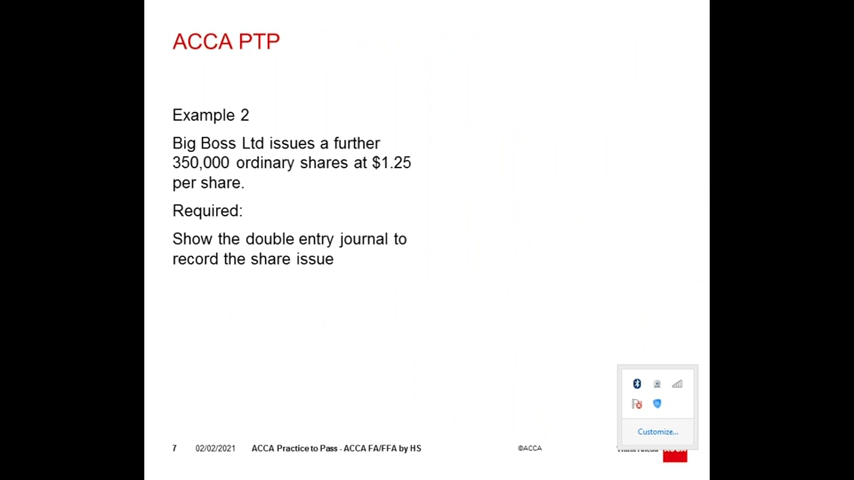 ACCA PTP
Example 2
Big Boss Ltd issues a further
350,000 ordinary shares at $1.25
per share.
Required:
Show the double entry journal to
record the share issue
Customize...
7 02/02/2021 ACCA Practice to Pass - ACCA FA/FFA by HS ©ACCA